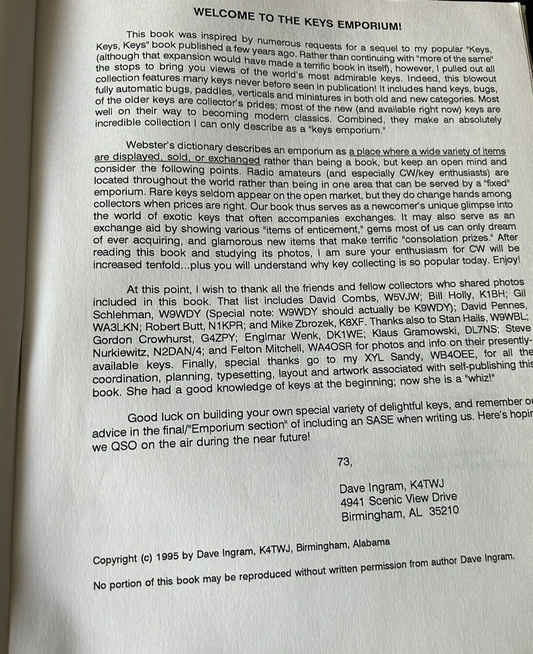 WELCOME TO THE KEYS EMPORIUM!
This book was inspired by numerous requests for a sequel to my popular "Keys,
Keys, Keys" book published a few years ago. Rather than continuing with "more of the same"
(although that expansion would have made a terrific book in itself), however, I pulled out all
the stops to bring you views of the world's most admirable keys. Indeed, this blowout
collection features many keys never before seen in publication! It includes hand keys, bugs,
fully automatic bugs, paddles, verticals and miniatures in both old and new categories. Most
of the older keys are collector's prides; most of the new (and available right now) keys are
well on their way to becoming modern classics. Combined, they make an absolutely
incredible collection I can only describe as a "keys emporium."
Webster's dictionary describes an emporium as a place where a wide variety of items
are displayed, sold, or exchanged rather than being a book, but keep an open mind and
consider the following points. Radio amateurs (and especially CW/key enthusiasts) are
located throughout the world rather than being in one area that can be served by a "fixed"
emporium. Rare keys seldom appear on the open market, but they do change hands among
collectors when prices are right. Our book thus serves as a newcomer's unique glimpse into
the world of exotic keys that often accompanies exchanges. It may also serve as an
exchange aid by showing various "items of enticement," gems most of us can only dream
of ever acquiring, and glamorous new items that make terrific "consolation prizes." After
reading this book and studying its photos, I am sure your enthusiasm for CW will be
increased tenfold...plus you will understand why key collecting is so popular today. Enjoy!
At this point, I wish to thank all the friends and fellow collectors who shared photos
included in this book. That list includes David Combs, W5VJW; Bill Holly, K1BH; Gil
Schlehman, W9WDY (Special note: W9WDY should actually be K9WDY); David Pennes,
WA3LKN; Robert Butt, N1KPR; and Mike Zbrozek, K8XF. Thanks also to Stan Hails, W9WBL;
Gordon Crowhurst, G4ZPY; Englmar Wenk, DK1WE; Klaus Gramowski, DL7NS; Steve
Nurkiewitz, N2DAN/4; and Felton Mitchell, WA4OSR for photos and info on their presently-
available keys. Finally, special thanks go to my XYL Sandy, WB4OEE, for all the
coordination, planning, typesetting, layout and artwork associated with self-publishing this
book. She had a good knowledge of keys at the beginning; now she is a "whiz!"
Good luck on building your own special variety of delightful keys, and remember
advice in the final/"Emporium section" of including an SASE when writing us. Here's
we QSO on the air during the near future!
73,
Dave Ingram, K4TWJ
4941 Scenic View Drive
Birmingham, AL 35210
Copyright (c) 1995 by Dave Ingram, K4TWJ, Birmingham, Alabama
No portion of this book may be reproduced without written permission from author Dave Ingram.